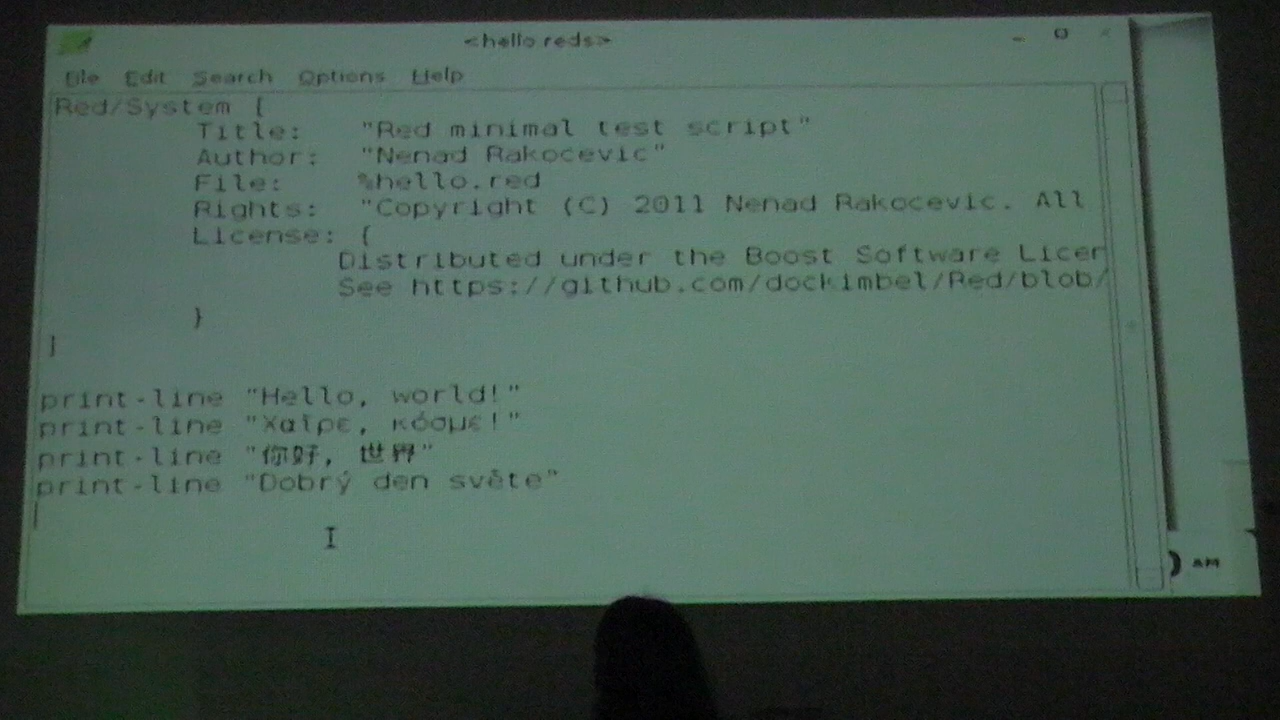 <hello.reds>
File Edit Search Options Help
Red/System [
Title: "Red minimal test script"
Author: "Nenad Rakocevic"
File: %hello.red
Rights: "Copyright (C) 2011 Nenad Rakocevic. All
License: {
Distributed under the Boost Software Licen
See https://github.com/dockimbel/Red/blob/
}
]
print-line "Hello, world!"
print-line "Χαῖρε, κόσμε!"
print-line "你好, 世界"
print-line "Dobrý den světe"
AM